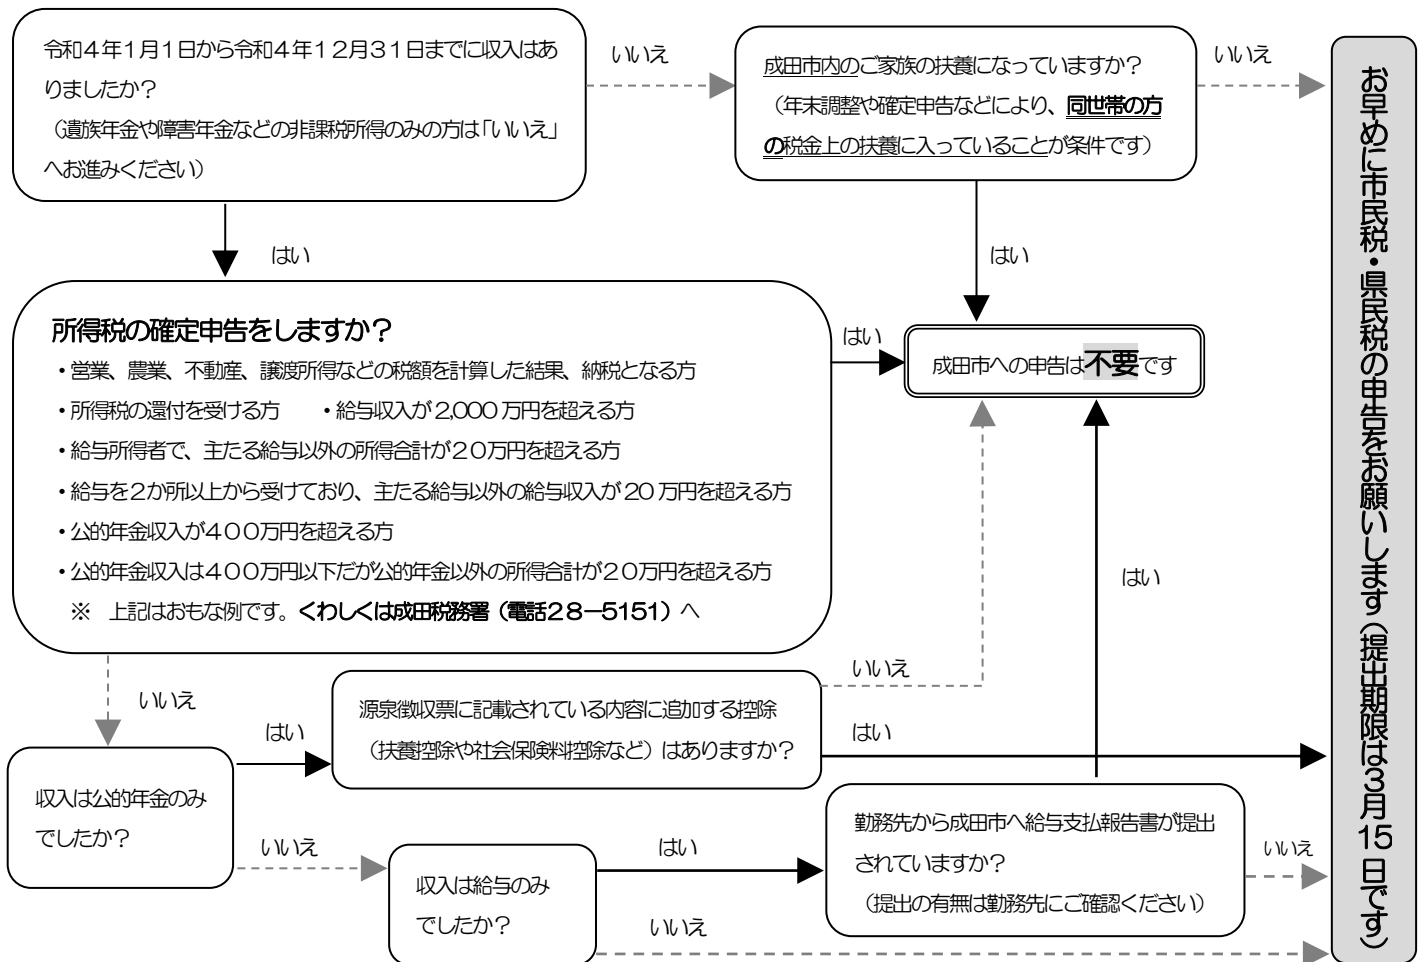 令和４年１月１日から令和４年１２月３１日までに収入はあ
りましたか？
（遺族年金や障害年金などの非課税所得のみの方は「いいえ」
へお進みください）
いいえ
成田市内のご家族の扶養になっていますか？
（年末調整や確定申告などにより、同世帯の方
の税金上の扶養に入っていることが条件です）
いいえ
はい
はい
所得税の確定申告をしますか？
・営業、農業、不動産、譲渡所得などの税額を計算した結果、納税となる方
・所得税の還付を受ける方　・給与収入が2,000万円を超える方
・給与所得者で、主たる給与以外の所得合計が２０万円を超える方
・給与を２か所以上から受けており、主たる給与以外の給与収入が20万円を超える方
・公的年金収入が４００万円を超える方
・公的年金収入は４００万円以下だが公的年金以外の所得合計が２０万円を超える方
※　上記はおもな例です。くわしくは成田税務署（電話２８－５１５１）へ
はい
成田市への申告は不要です
はい
いいえ
いいえ
源泉徴収票に記載されている内容に追加する控除
（扶養控除や社会保険料控除など）はありますか？
はい
はい
収入は公的年金のみ
でしたか？
いいえ
収入は給与のみ
でしたか？
はい
勤務先から成田市へ給与支払報告書が提出
されていますか？
（提出の有無は勤務先にご確認ください）
いいえ
いいえ
お早めに市民税・県民税の申告をお願いします（提出期限は３月15日です）